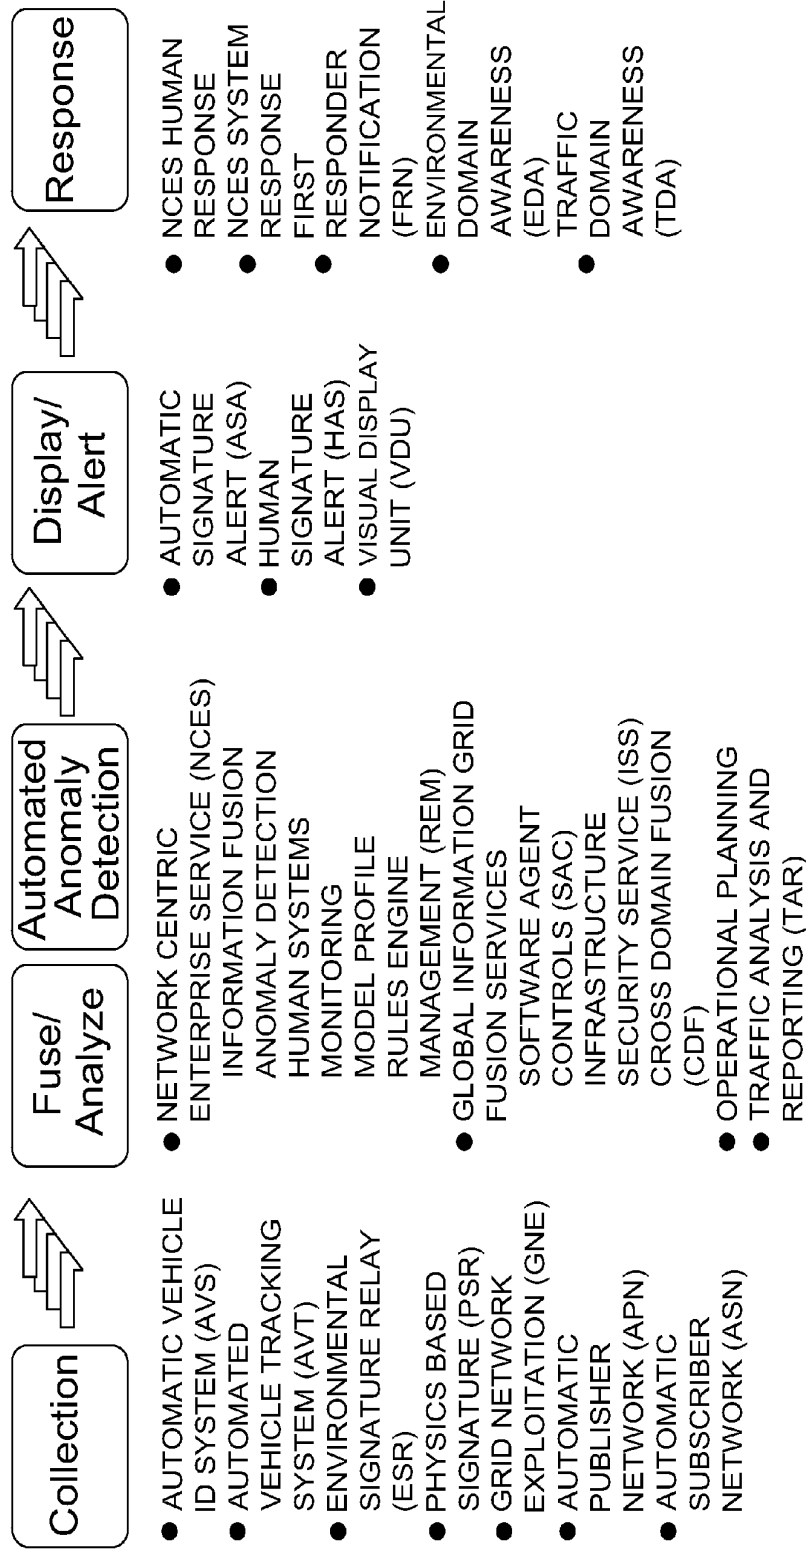 Collection
Fuse/
Analyze
Automated
Anomaly
Detection
Display/
Alert
Response
AUTOMATIC VEHICLE
ID SYSTEM (AVS)
AUTOMATED
VEHICLE TRACKING
SYSTEM (AVT)
ENVIRONMENTAL
SIGNATURE RELAY
(ESR)
PHYSICS BASED
SIGNATURE (PSR)
GRID NETWORK
EXPLOITATION (GNE)
AUTOMATIC
PUBLISHER
NETWORK (APN)
AUTOMATIC
SUBSCRIBER
NETWORK (ASN)
NETWORK CENTRIC
ENTERPRISE SERVICE (NCES)
INFORMATION FUSION
ANOMALY DETECTION
HUMAN SYSTEMS
MONITORING
MODEL PROFILE
RULES ENGINE
MANAGEMENT (REM)
GLOBAL INFORMATION GRID
FUSION SERVICES
SOFTWARE AGENT
CONTROLS (SAC)
INFRASTRUCTURE
SECURITY SERVICE (ISS)
CROSS DOMAIN FUSION
(CDF)
OPERATIONAL PLANNING
TRAFFIC ANALYSIS AND
REPORTING (TAR)
AUTOMATIC
SIGNATURE
ALERT (ASA)
HUMAN
SIGNATURE
ALERT (HAS)
VISUAL DISPLAY
UNIT (VDU)
NCES HUMAN
RESPONSE
NCES SYSTEM
RESPONSE
FIRST
RESPONDER
NOTIFICATION
(FRN)
ENVIRONMENTAL
DOMAIN
AWARENESS
(EDA)
TRAFFIC
DOMAIN
AWARENESS
(TDA)